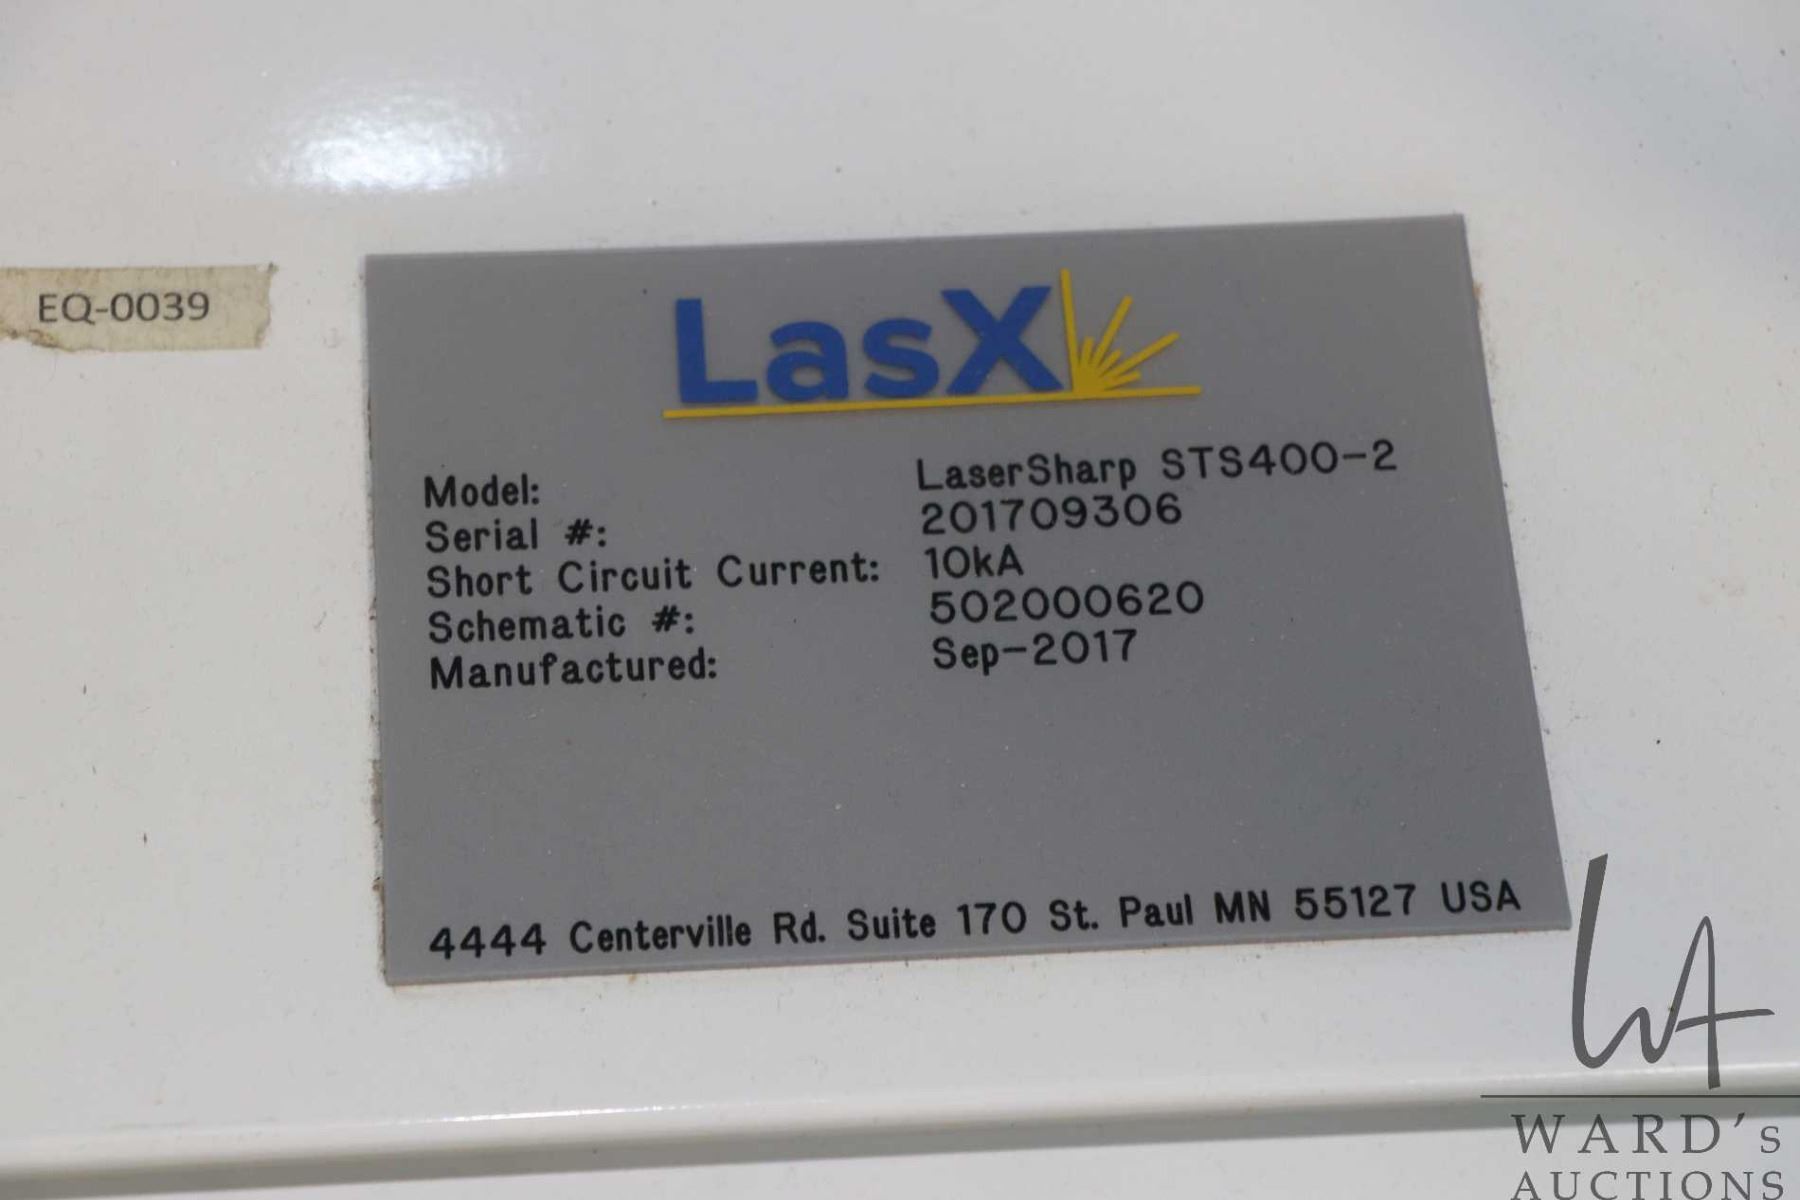 EQ-0039
LasX
Model: LaserSharp STS400-2
Serial #: 201709306
Short Circuit Current: 10kA
Schematic #: 502000620
Manufactured: Sep-2017
4444 Centerville Rd. Suite 170 St. Paul MN 55127 USA
WA
WARD's
AUCTIONS